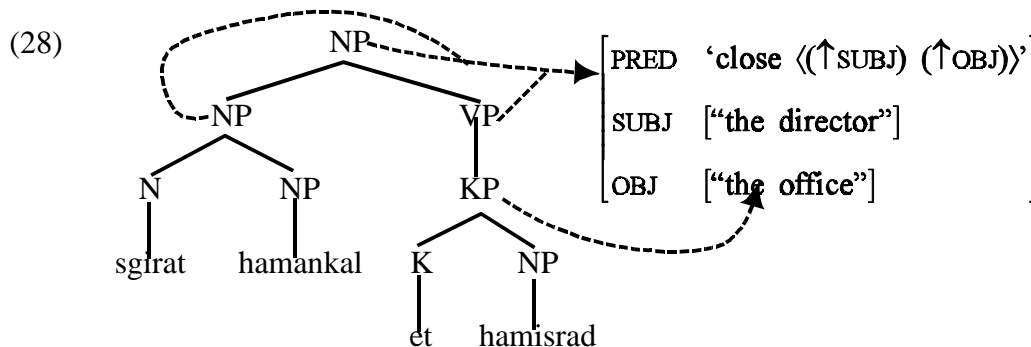 (28)
NP
PRED ‘close ⟨(↑SUBJ) (↑OBJ)⟩’
NP VP
SUBJ [“the director”]
N NP KP
OBJ [“the office”]
sgirat hamankal K NP
et hamisrad